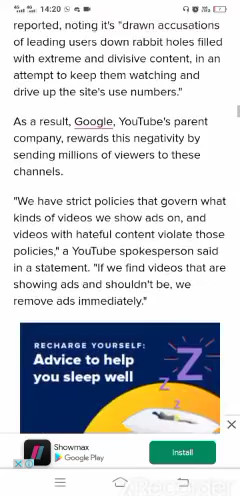 14:20
reported, noting it's "drawn accusations
of leading users down rabbit holes filled
with extreme and divisive content, in an
attempt to keep them watching and
drive up the site's use numbers."
As a result, Google, YouTube's parent
company, rewards this negativity by
sending millions of viewers to these
channels.
"We have strict policies that govern what
kinds of videos we show ads on, and
videos with hateful content violate those
policies," a YouTube spokesperson said
in a statement. "If we find videos that are
showing ads and shouldn't be, we
remove ads immediately."
RECHARGE YOURSELF:
Advice to help
you sleep well
Z
z
z
Showmax
Google Play
Install